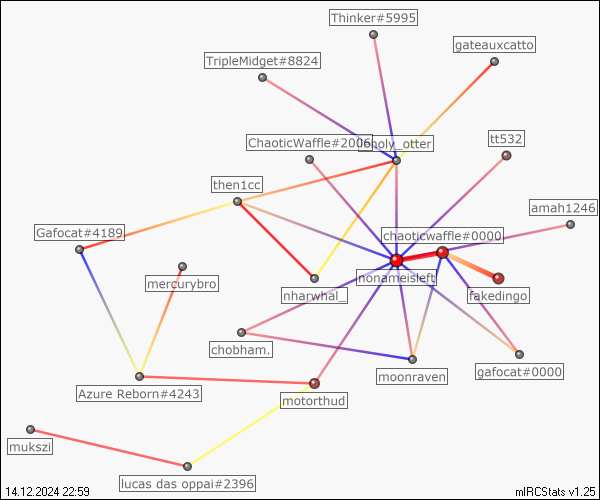 Thinker#5995
gateauxcatto
TripleMidget#8824
ChaoticWaffle#2006
_otter
tt532
then1cc
amah1246
Gafocat#4189
chaoticwaffle#0000
mercurybro
nonameisleft
nharwhal_
fakedingo
chobham.
moonraven
gafocat#0000
Azure Reborn#4243
motorthud
mukszi
lucas das oppai#2396
14.12.2024 22:59
mIRCStats v1.25